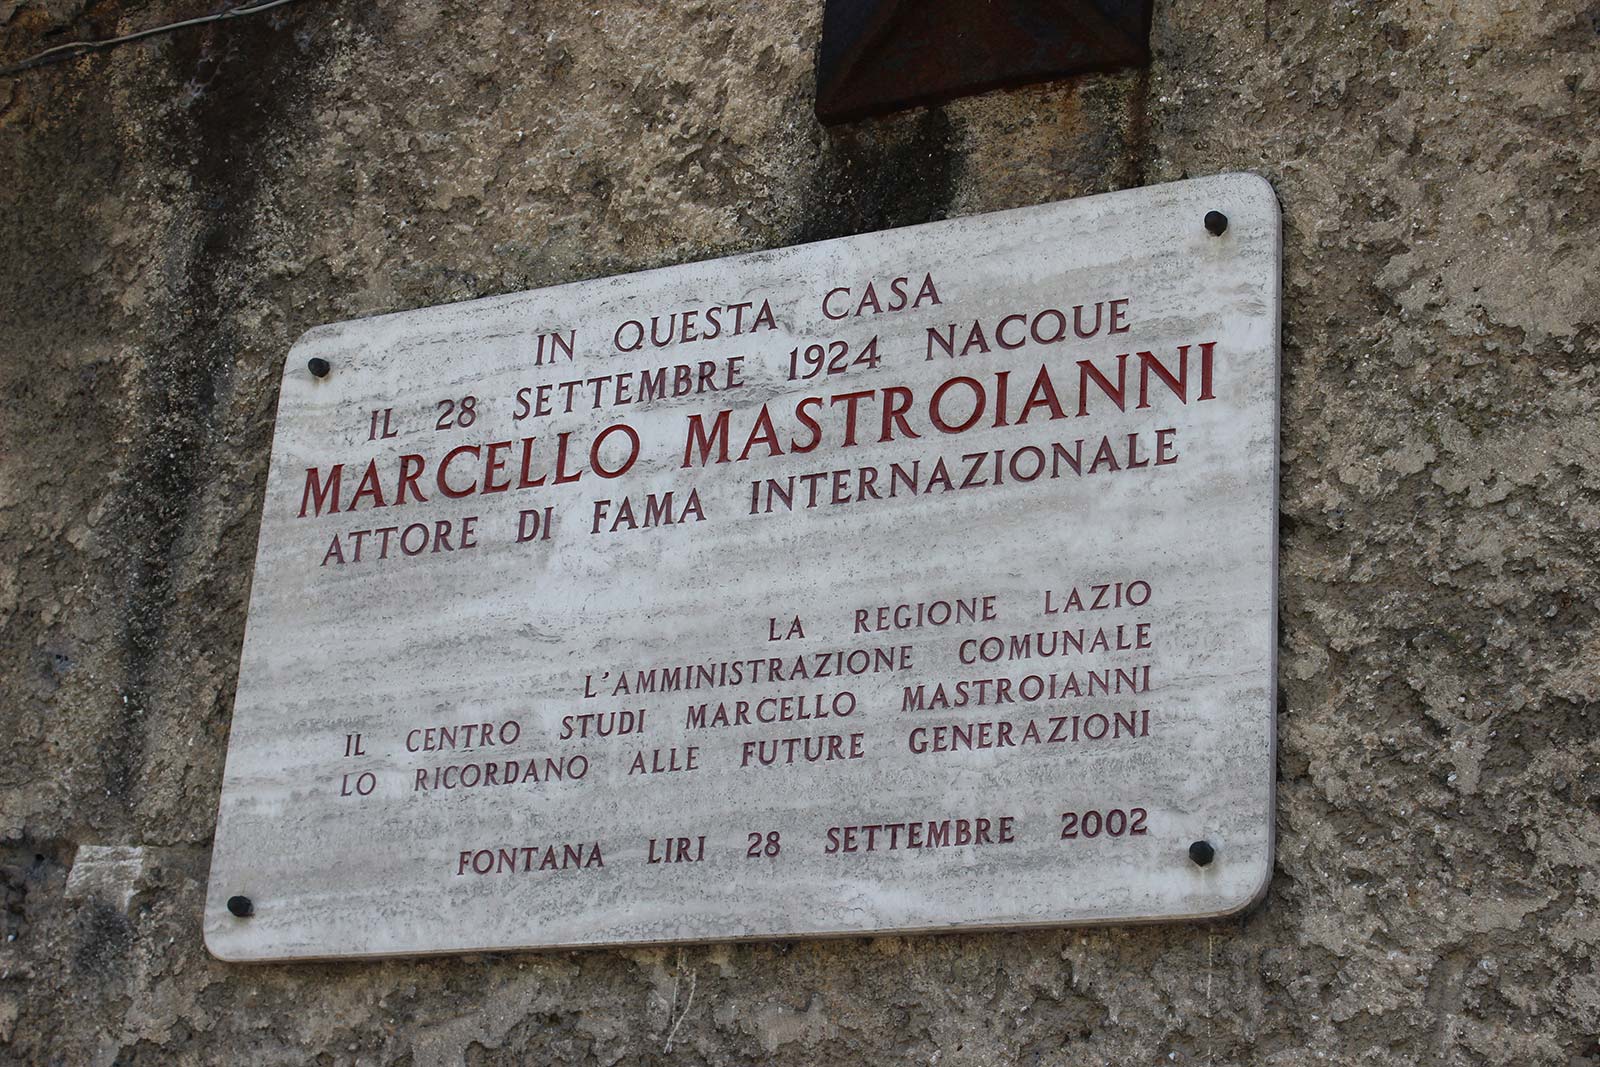 IN QUESTA CASA
IL 28 SETTEMBRE 1924 NACQUE
MARCELLO MASTROIANNI
ATTORE DI FAMA INTERNAZIONALE
LA REGIONE LAZIO
L'AMMINISTRAZIONE COMUNALE
IL CENTRO STUDI MARCELLO MASTROIANNI
LO RICORDANO ALLE FUTURE GENERAZIONI
FONTANA LIRI 28 SETTEMBRE 2002